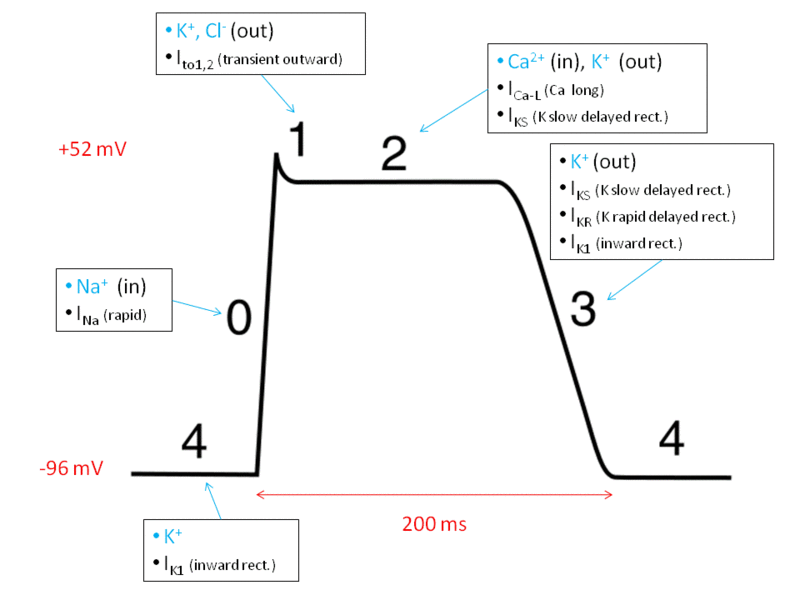 • K⁺, Cl⁻ (out)
• Ito1,2 (transient outward)
• Ca²⁺ (in), K⁺ (out)
• ICa-L (Ca long)
• IKS (K slow delayed rect.)
+52 mV
1
2
• K⁺ (out)
• IKS (K slow delayed rect.)
• IKR (K rapid delayed rect.)
• IK1 (inward rect.)
• Na⁺ (in)
• INa (rapid)
0
3
4
4
-96 mV
200 ms
• K⁺
• IK1 (inward rect.)